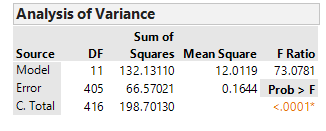 Analysis of Variance
Sum of
Source DF Squares Mean Square F Ratio
Model 11 132.13110 12.0119 73.0781
Error 405 66.57021 0.1644 Prob > F
C. Total 416 198.70130 <.0001*